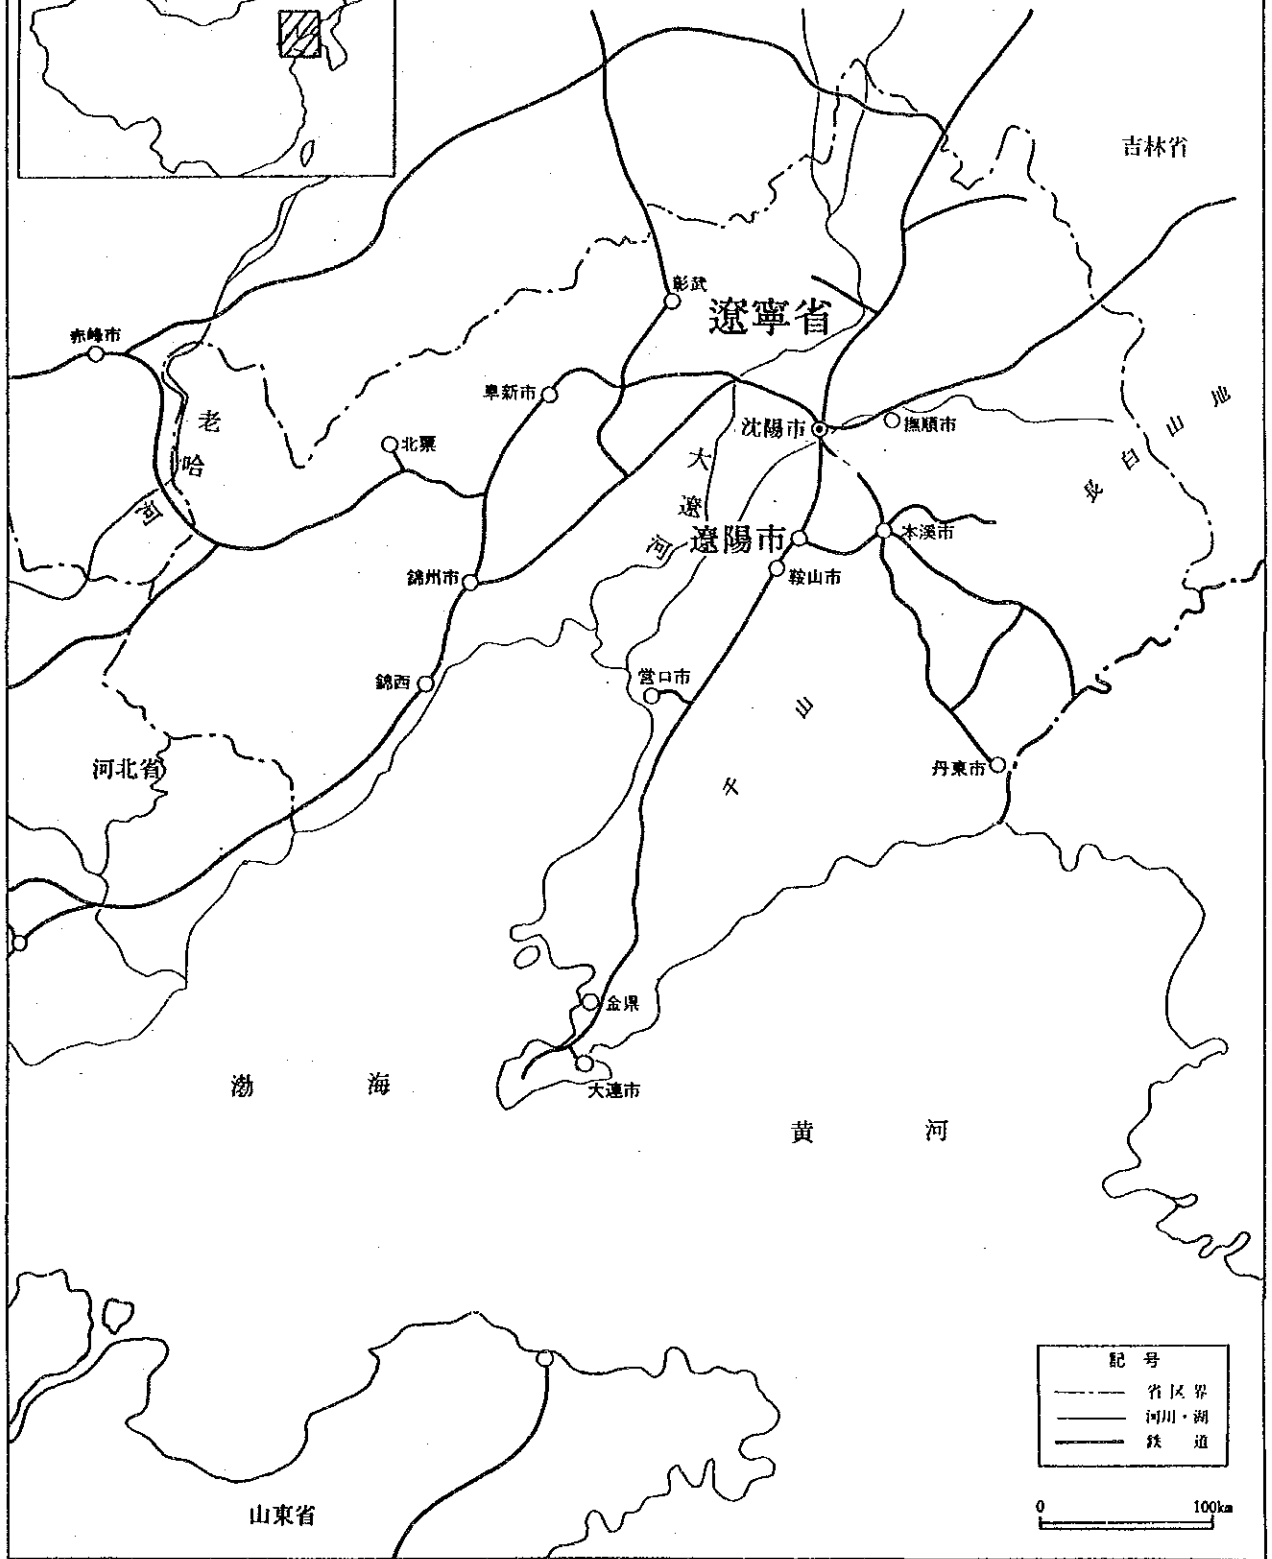 吉林省
彰武
遼寧省
赤峰市
阜新市
老哈河
北票
沈陽市
撫順市
長白山地
大遼河
遼陽市
本溪市
鞍山市
錦州市
錦西
営口市
山
丹東市
河北省
金県
大連市
渤海
黄河
記号
省区界
河川・湖
鉄道
山東省
0 100km